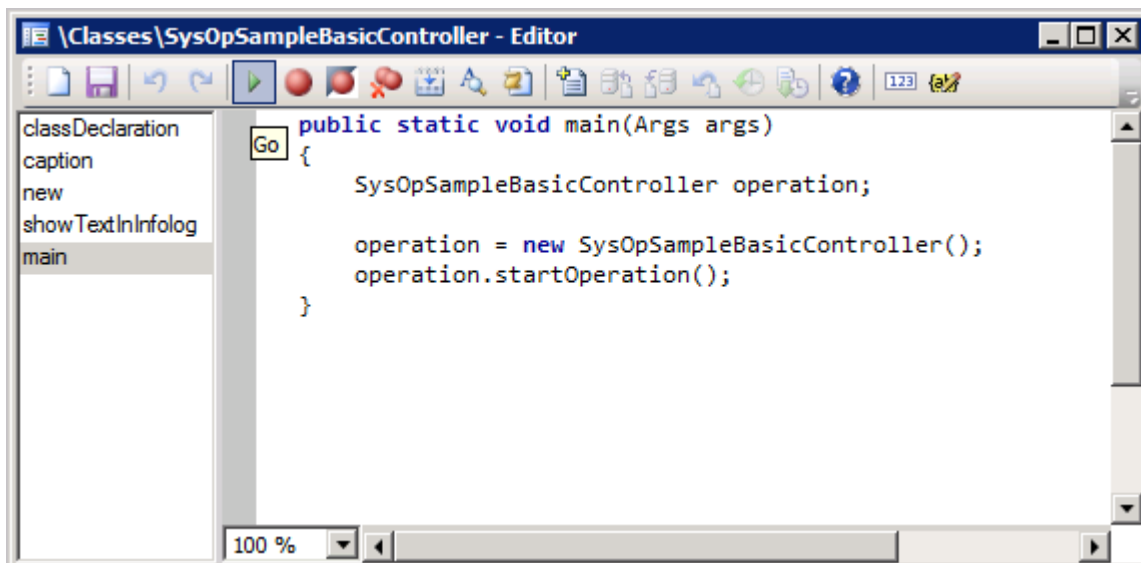 \Classes\SysOpSampleBasicController - Editor
123
classDeclaration
caption
new
showTextInInfolog
main
Go
public static void main(Args args)
{
    SysOpSampleBasicController operation;
    operation = new SysOpSampleBasicController();
    operation.startOperation();
}
100 %